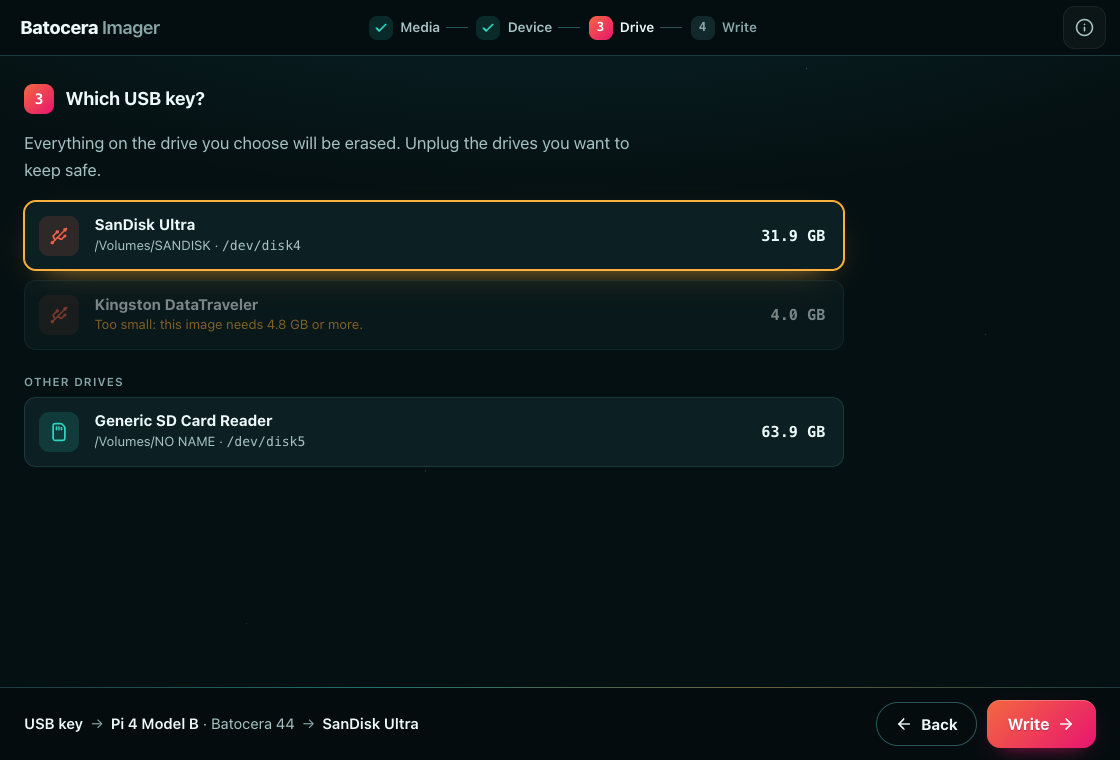 Batocera Imager
Media
Device
3 Drive
4 Write
3 Which USB key?
Everything on the drive you choose will be erased. Unplug the drives you want to
keep safe.
SanDisk Ultra
/Volumes/SANDISK · /dev/disk4
31.9 GB
Kingston DataTraveler
Too small: this image needs 4.8 GB or more.
4.0 GB
OTHER DRIVES
Generic SD Card Reader
/Volumes/NO NAME · /dev/disk5
63.9 GB
USB key → Pi 4 Model B · Batocera 44 → SanDisk Ultra
← Back
Write →